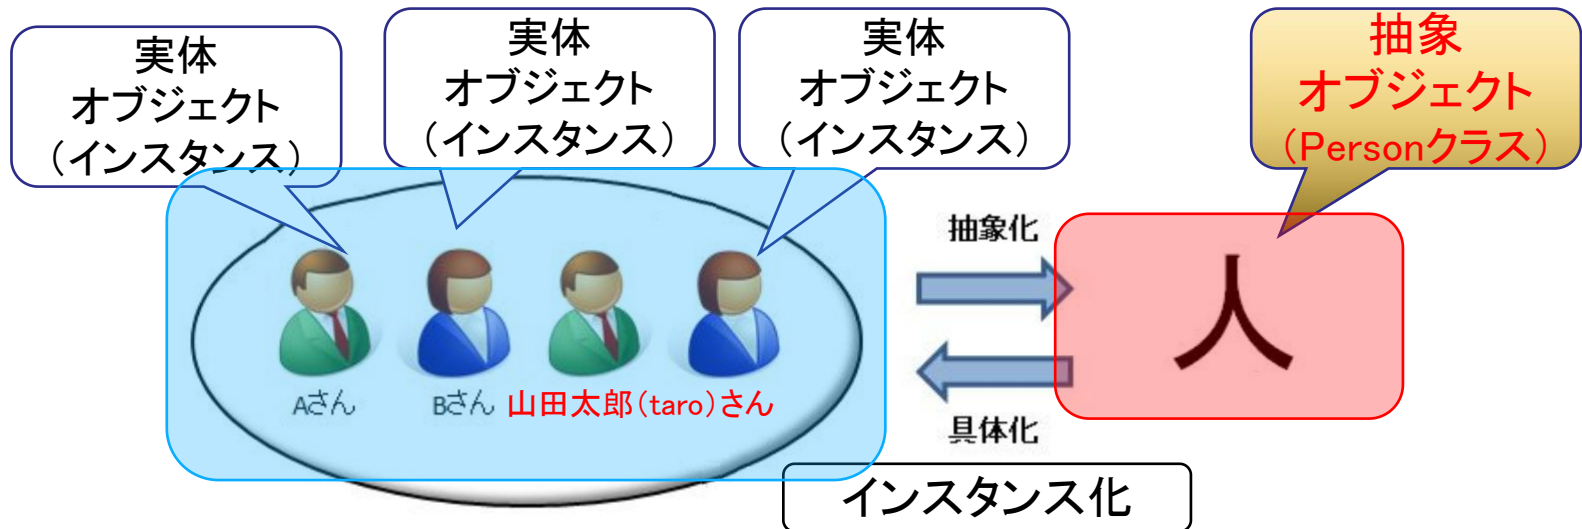 実体
オブジェクト
（インスタンス）
実体
オブジェクト
（インスタンス）
実体
オブジェクト
（インスタンス）
抽象
オブジェクト
（Personクラス）
抽象化
人
Aさん
Bさん
山田太郎（taro）さん
具体化
インスタンス化